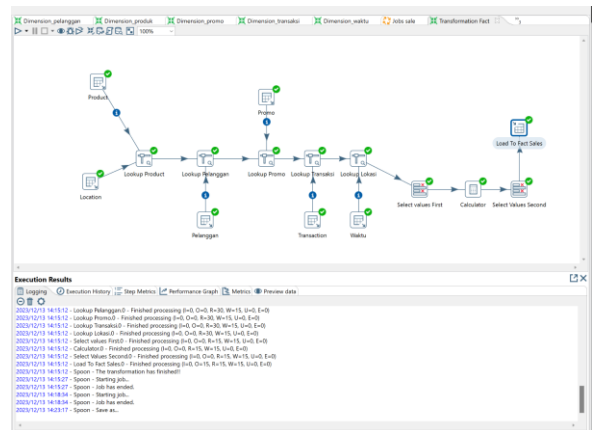 Dimension_pelanggan Dimension_produk Dimension_promo Dimension_transaksi Dimension_waktu Jobs sale Transformation Fact
100%
Product
Promo
Load To Fact Sales
Lookup Product Lookup Pelanggan Lookup Promo Lookup Transaksi Lookup Lokasi
Location
Select values First Calculator Select Values Second
Pelanggan Transaction Waktu
Execution Results
Logging Execution History Step Metrics Performance Graph Metrics Preview data
2023/12/13 14:15:12 - Lookup Pelanggan.0 - Finished processing (I=0, O=0, R=30, W=15, U=0, E=0)
2023/12/13 14:15:12 - Lookup Promo.0 - Finished processing (I=0, O=0, R=30, W=15, U=0, E=0)
2023/12/13 14:15:12 - Lookup Transaksi.0 - Finished processing (I=0, O=0, R=30, W=15, U=0, E=0)
2023/12/13 14:15:12 - Lookup Lokasi.0 - Finished processing (I=0, O=0, R=30, W=15, U=0, E=0)
2023/12/13 14:15:12 - Select values First.0 - Finished processing (I=0, O=0, R=15, W=15, U=0, E=0)
2023/12/13 14:15:12 - Calculator.0 - Finished processing (I=0, O=0, R=15, W=15, U=0, E=0)
2023/12/13 14:15:12 - Select Values Second.0 - Finished processing (I=0, O=0, R=15, W=15, U=0, E=0)
2023/12/13 14:15:12 - Load To Fact Sales.0 - Finished processing (I=0, O=15, R=15, W=15, U=0, E=0)
2023/12/13 14:15:12 - Spoon - The transformation has finished!!
2023/12/13 14:15:27 - Spoon - Starting job...
2023/12/13 14:15:27 - Spoon - Job has ended.
2023/12/13 14:18:54 - Spoon - Starting job...
2023/12/13 14:18:54 - Spoon - Job has ended.
2023/12/13 14:23:17 - Spoon - Save as...